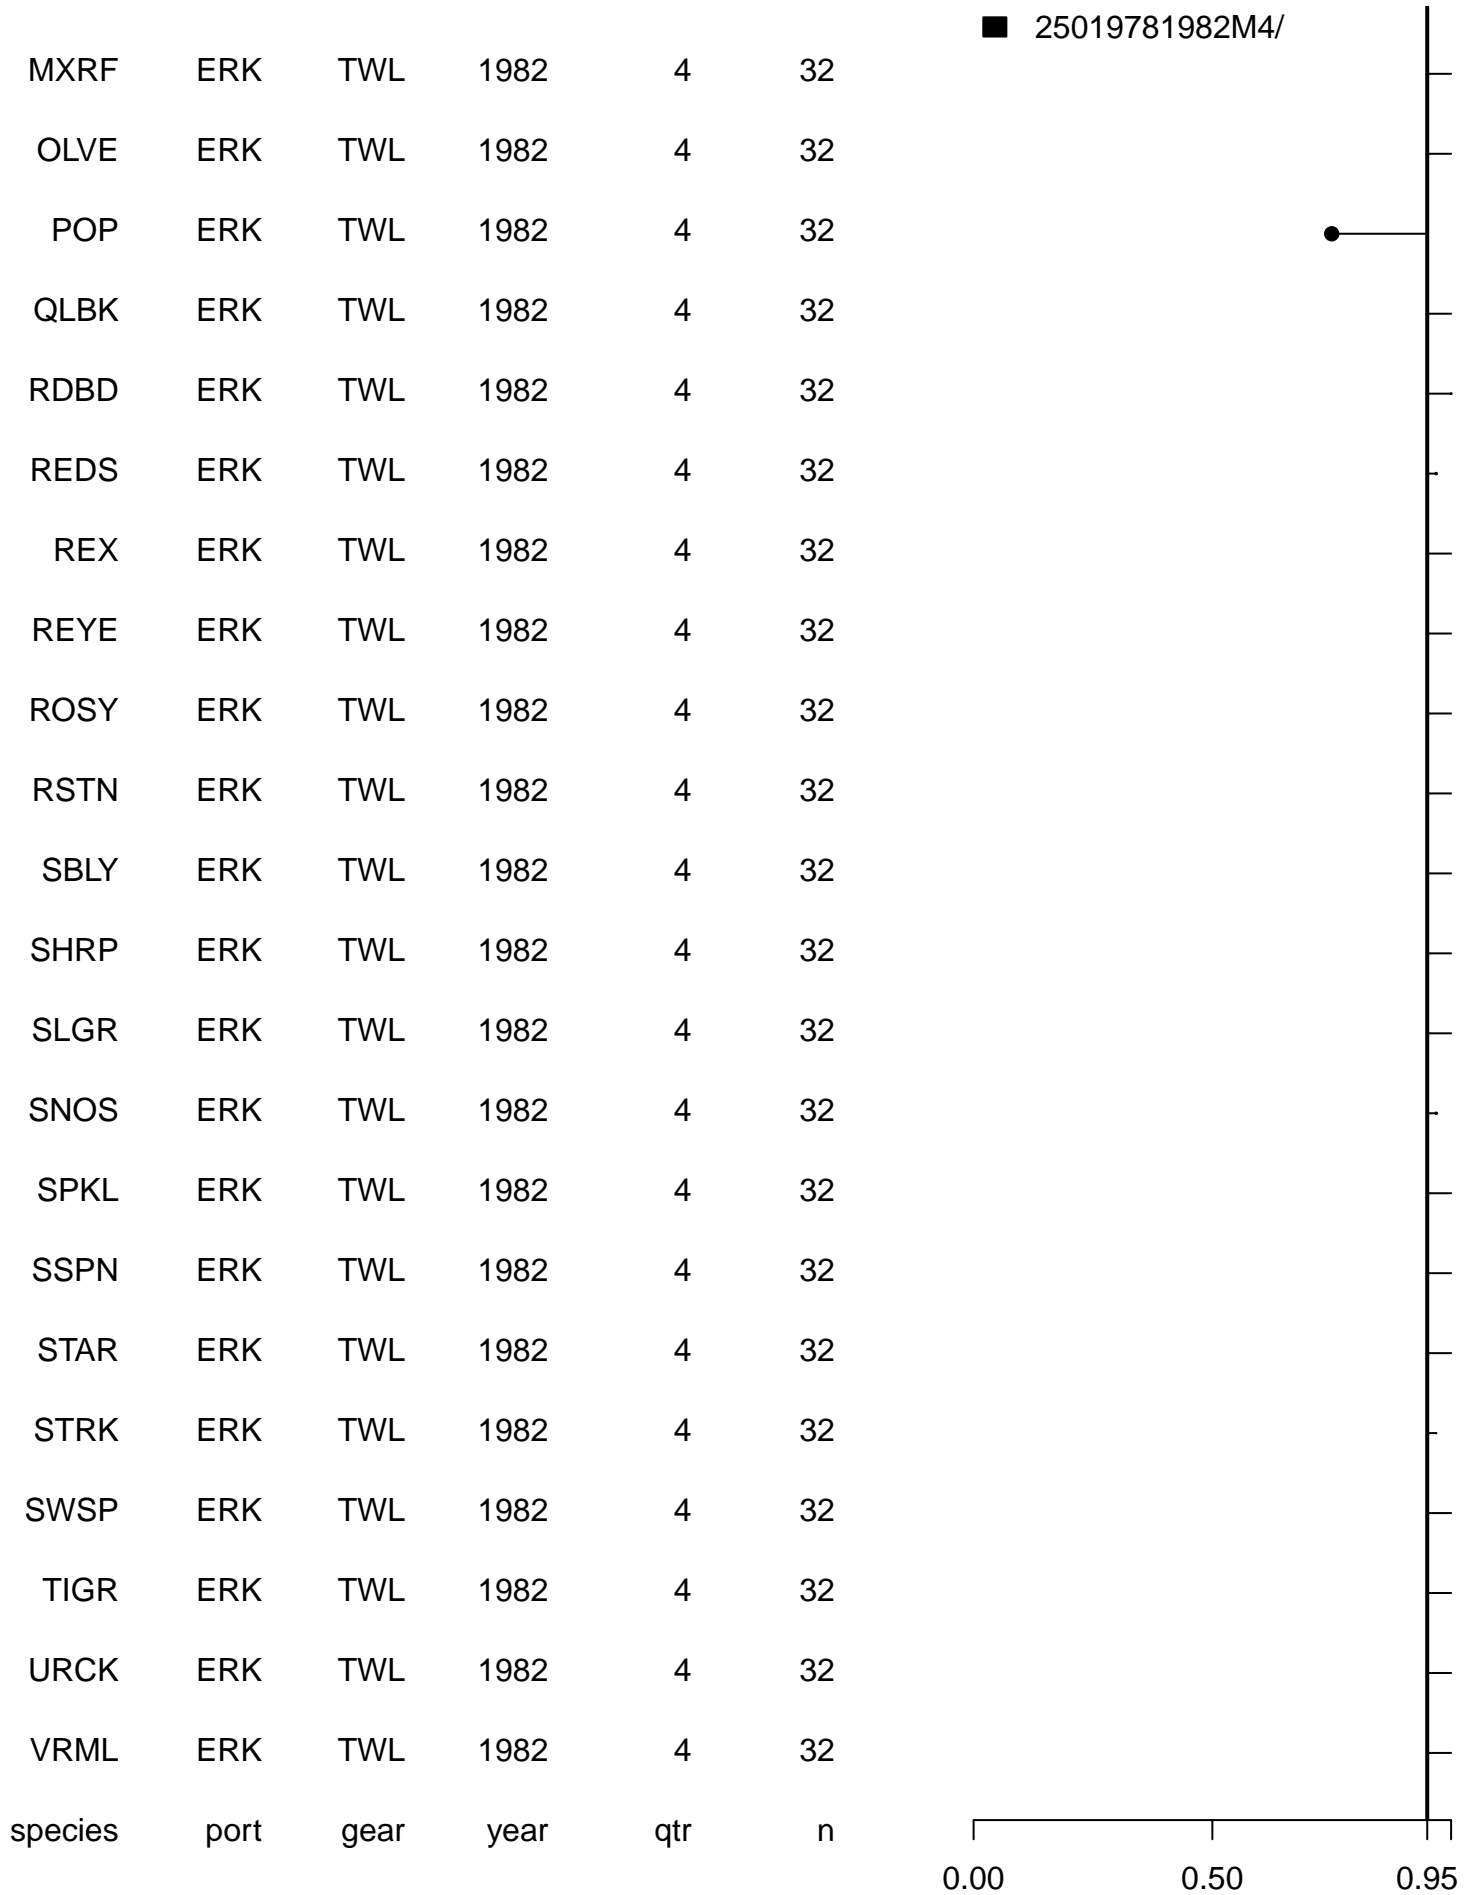 25019781982M4/
MXRF ERK TWL 1982 4 32
OLVE ERK TWL 1982 4 32
POP ERK TWL 1982 4 32
QLBK ERK TWL 1982 4 32
RDBD ERK TWL 1982 4 32
REDS ERK TWL 1982 4 32
REX ERK TWL 1982 4 32
REYE ERK TWL 1982 4 32
ROSY ERK TWL 1982 4 32
RSTN ERK TWL 1982 4 32
SBLY ERK TWL 1982 4 32
SHRP ERK TWL 1982 4 32
SLGR ERK TWL 1982 4 32
SNOS ERK TWL 1982 4 32
SPKL ERK TWL 1982 4 32
SSPN ERK TWL 1982 4 32
STAR ERK TWL 1982 4 32
STRK ERK TWL 1982 4 32
SWSP ERK TWL 1982 4 32
TIGR ERK TWL 1982 4 32
URCK ERK TWL 1982 4 32
VRML ERK TWL 1982 4 32
species port gear year qtr n
0.00 0.50 0.95